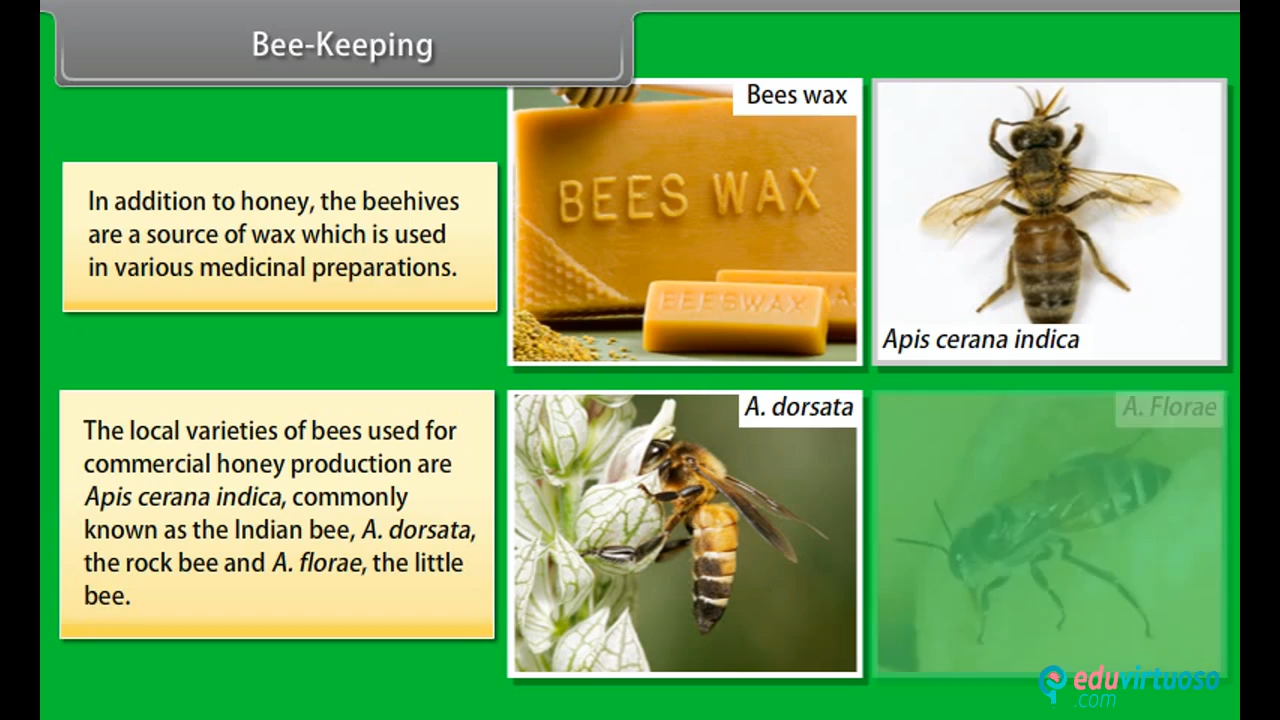 Bee-Keeping
In addition to honey, the beehives
are a source of wax which is used
in various medicinal preparations.
Bees wax
BEES WAX
BEESWAX
Apis cerana indica
The local varieties of bees used for
commercial honey production are
Apis cerana indica, commonly
known as the Indian bee, A. dorsata,
the rock bee and A. florae, the little
bee.
A. dorsata
A. Florae
eduvirtuoso
.com